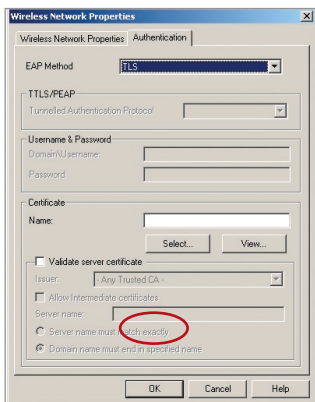 Wireless Network Properties
Wireless Network Properties Authentication
EAP Method TLS
TTLS/PEAP
Tunnelled Authentication Protocol
Username & Password
Domain\Username:
Password
Certificate
Name:
Select... View...
Validate server certificate
Issuer: - Any Trusted CA -
Allow Intermediate certificates
Server name:
Server name must match exactly
Domain name must end in specified name
OK Cancel Help